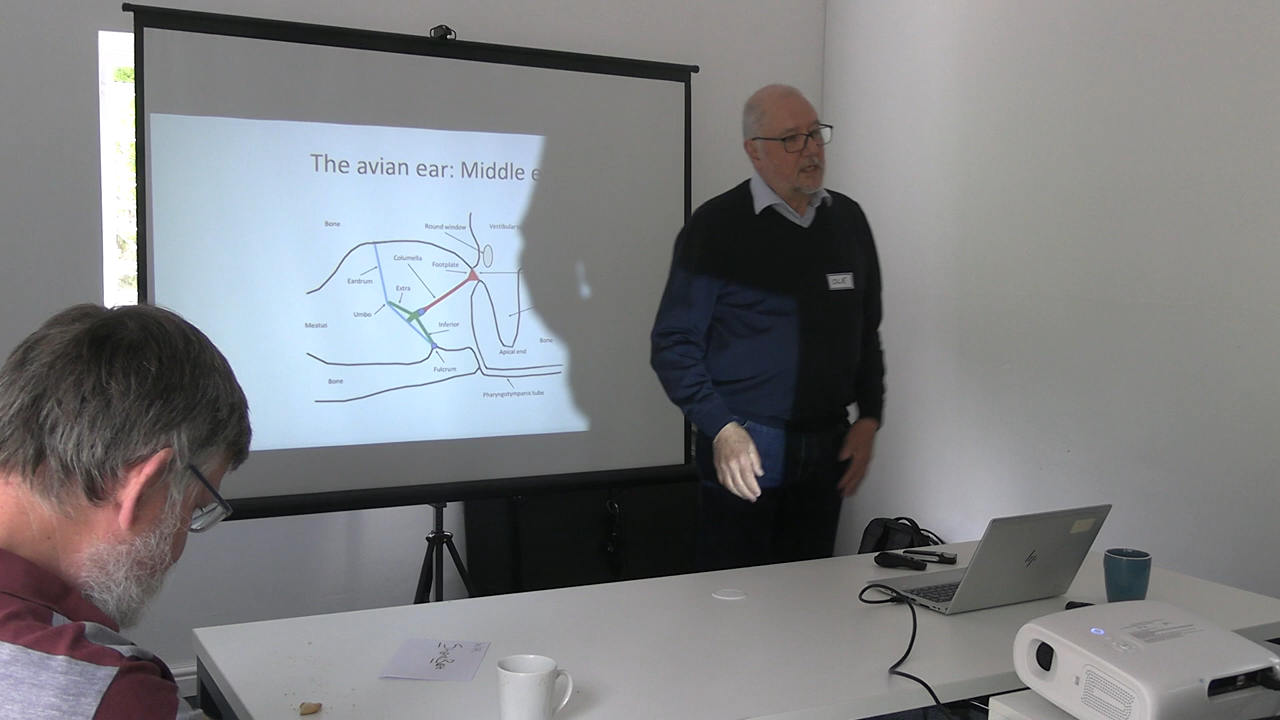 The avian ear: Middle e
Bone
Round window
Vestibular
Columella
Footplate
Eardrum
Extra
Umbo
Meatus
Inferior
Bone
Apical end
Fulcrum
Bone
Pharyngotympanic tube
OLE
hp